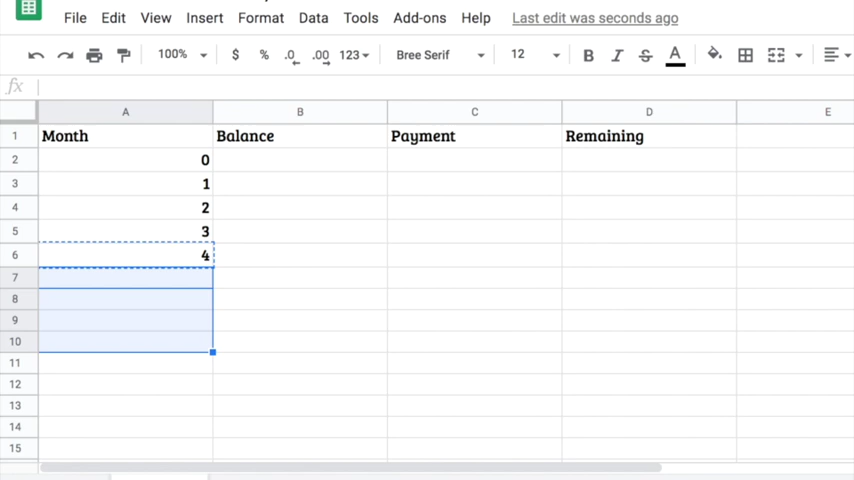 File Edit View Insert Format Data Tools Add-ons Help Last edit was seconds ago
100% $ % .0 .00 123 Bree Serif 12 B I S A
fx
A B C D E
1 Month Balance Payment Remaining
2 0
3 1
4 2
5 3
6 4
7
8
9
10
11
12
13
14
15